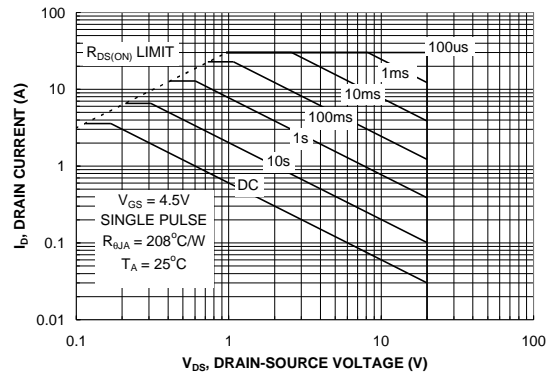 100
10
1
0.1
0.01
I_D, DRAIN CURRENT (A)
R_DS(ON) LIMIT
100us
1ms
10ms
100ms
1s
10s
DC
V_GS = 4.5V
SINGLE PULSE
R_θJA = 208°C/W
T_A = 25°C
0.1 1 10 100
V_DS, DRAIN-SOURCE VOLTAGE (V)